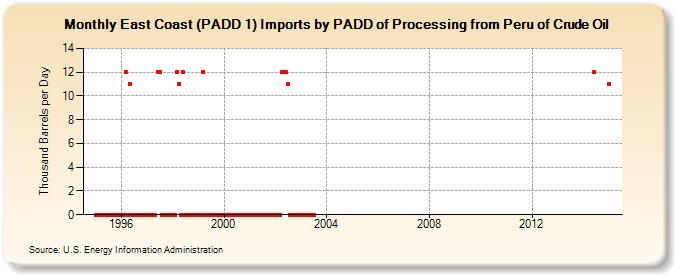 Monthly East Coast (PADD 1) Imports by PADD of Processing from Peru of Crude Oil
Thousand Barrels per Day
14
12
10
8
6
4
2
0
1996 2000 2004 2008 2012
Source: U.S. Energy Information Administration